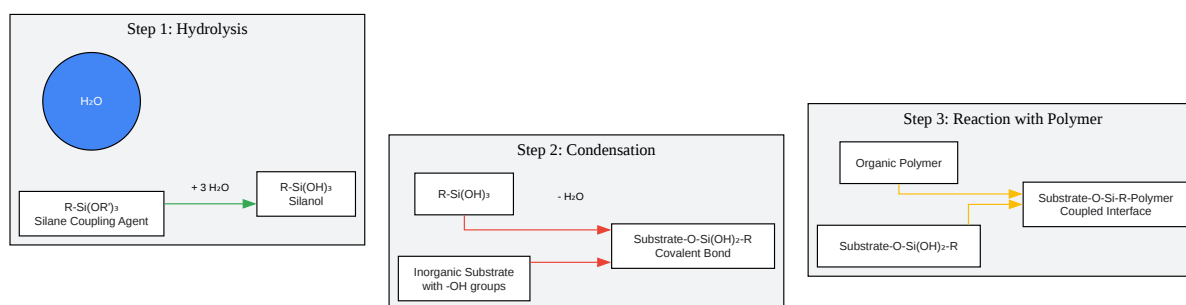 Step 1: Hydrolysis
H₂O
R-Si(OR')₃
Silane Coupling Agent
+ 3 H₂O
R-Si(OH)₃
Silanol
Step 2: Condensation
R-Si(OH)₃
- H₂O
Inorganic Substrate
with -OH groups
Substrate-O-Si(OH)₂-R
Covalent Bond
Step 3: Reaction with Polymer
Organic Polymer
Substrate-O-Si(OH)₂-R
Substrate-O-Si-R-Polymer
Coupled Interface